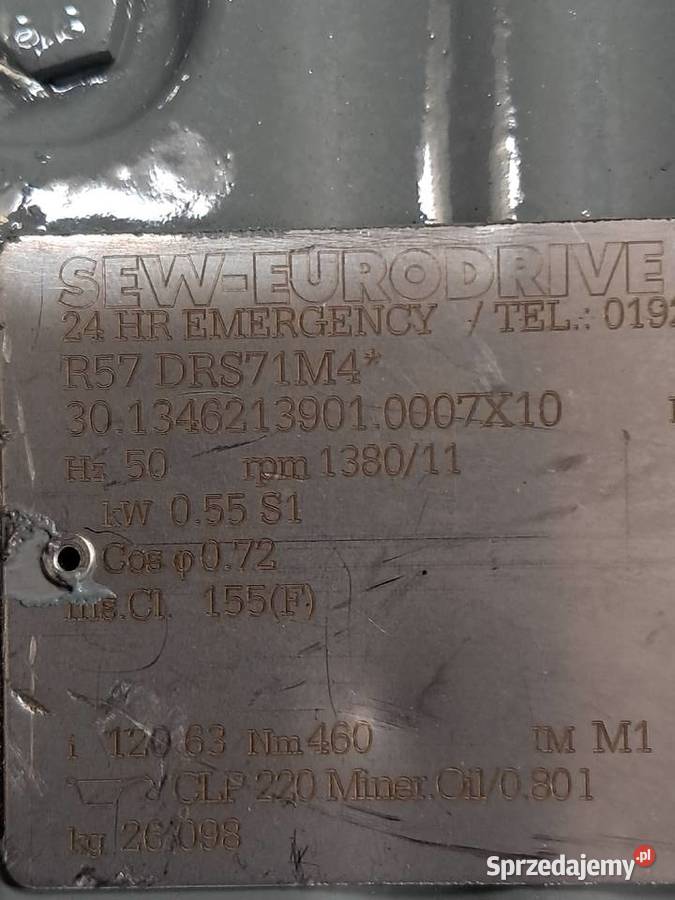 SEW-EURODRIVE
24 HR EMERGENCY / TEL.: 0192
R57 DRS71M4*
30.1346213901.0007X10
Hz 50 rpm 1380/11
kW 0.55 S1
Cos φ 0.72
Ins.Cl. 155(F)
i 120.63 Nm 460 IM M1
CLP 220 Miner.Oil/0.80 l
kg 26.098
Sprzedajemy.pl